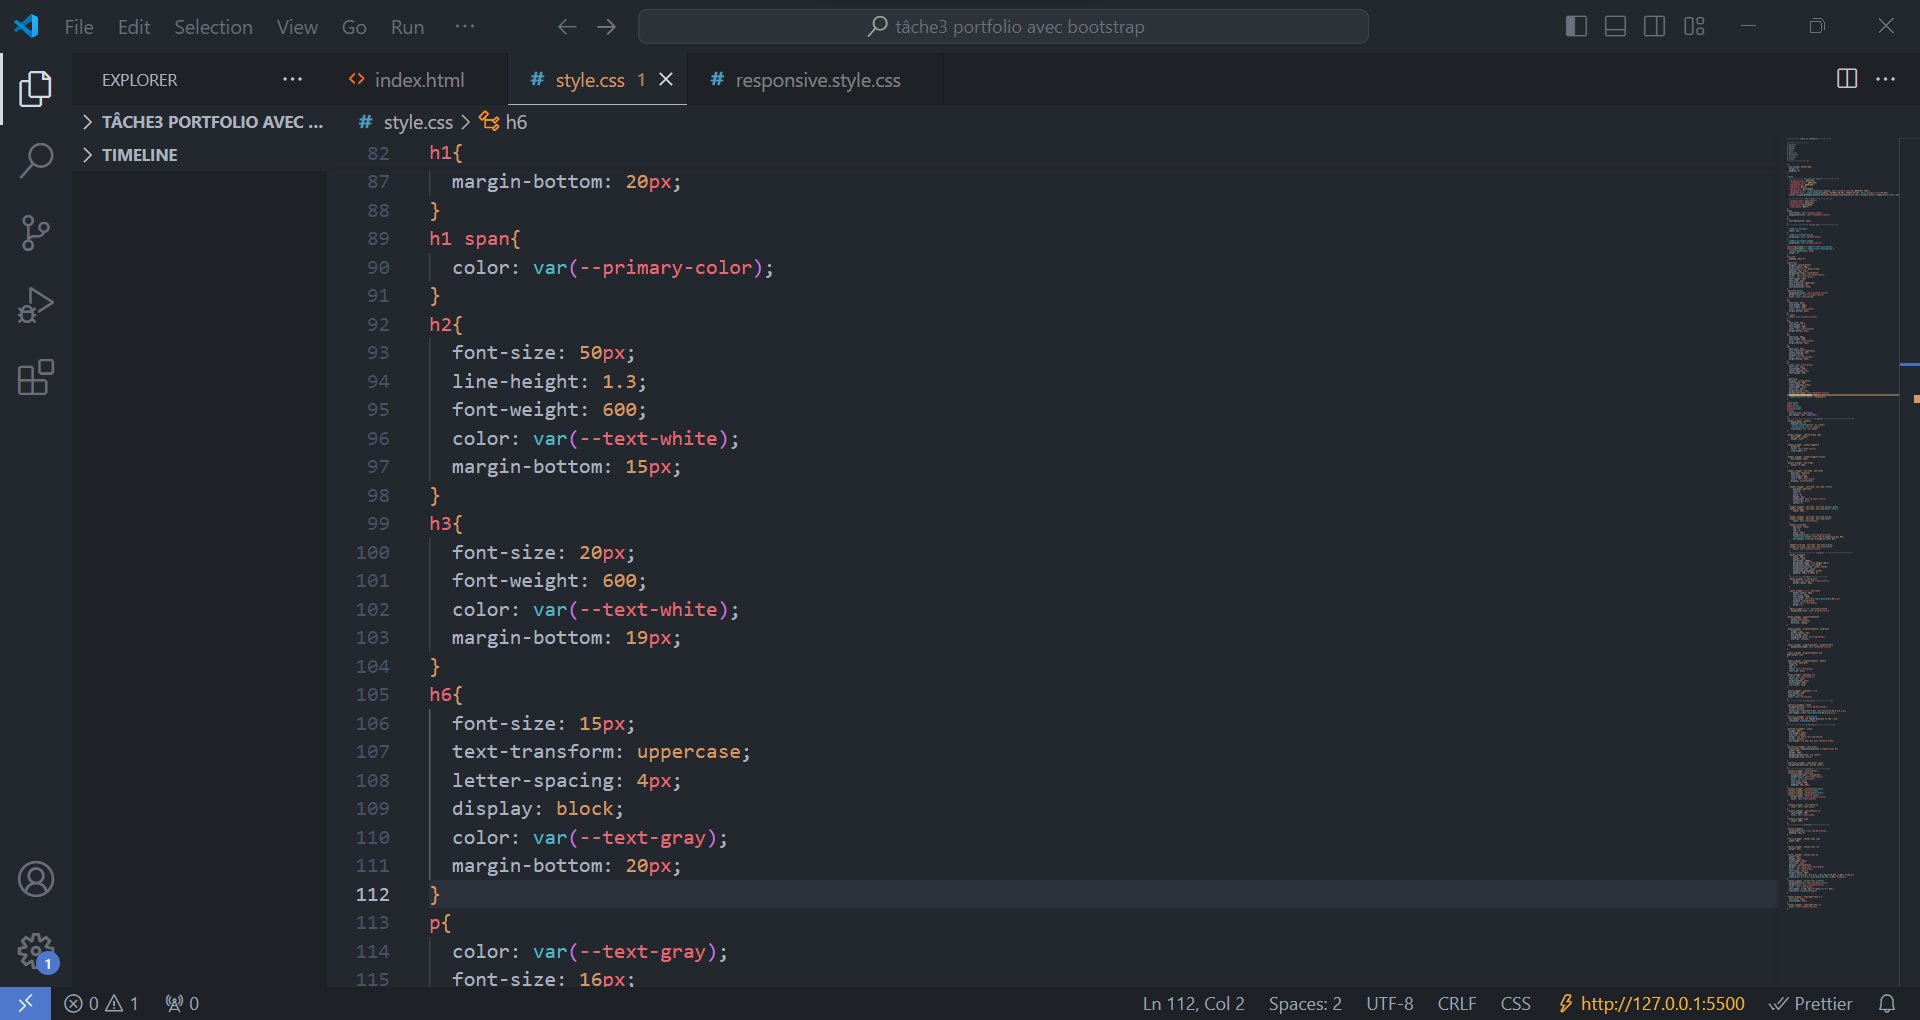 File Edit Selection View Go Run ···
tâche3 portfolio avec bootstrap
EXPLORER ···
index.html
# style.css 1
# responsive.style.css
TÂCHE3 PORTFOLIO AVEC ...
TIMELINE
# style.css > h6
82 h1{
87 margin-bottom: 20px;
88 }
89 h1 span{
90 color: var(--primary-color);
91 }
92 h2{
93 font-size: 50px;
94 line-height: 1.3;
95 font-weight: 600;
96 color: var(--text-white);
97 margin-bottom: 15px;
98 }
99 h3{
100 font-size: 20px;
101 font-weight: 600;
102 color: var(--text-white);
103 margin-bottom: 19px;
104 }
105 h6{
106 font-size: 15px;
107 text-transform: uppercase;
108 letter-spacing: 4px;
109 display: block;
110 color: var(--text-gray);
111 margin-bottom: 20px;
112 }
113 p{
114 color: var(--text-gray);
115 font-size: 16px;
1
0 1 0 Ln 112, Col 2 Spaces: 2 UTF-8 CRLF CSS http://127.0.0.1:5500 Prettier